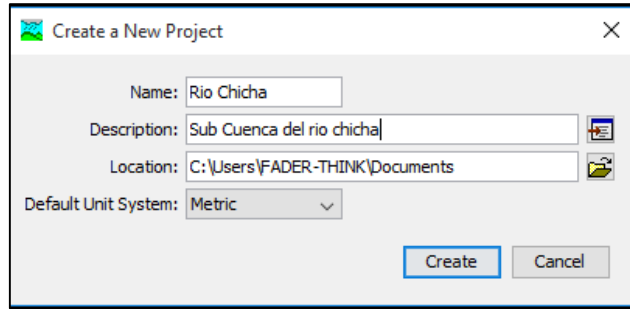 Create a New Project
Name: Rio Chicha
Description: Sub Cuenca del rio chicha
Location: C:\Users\FADER-THINK\Documents
Default Unit System: Metric
Create Cancel